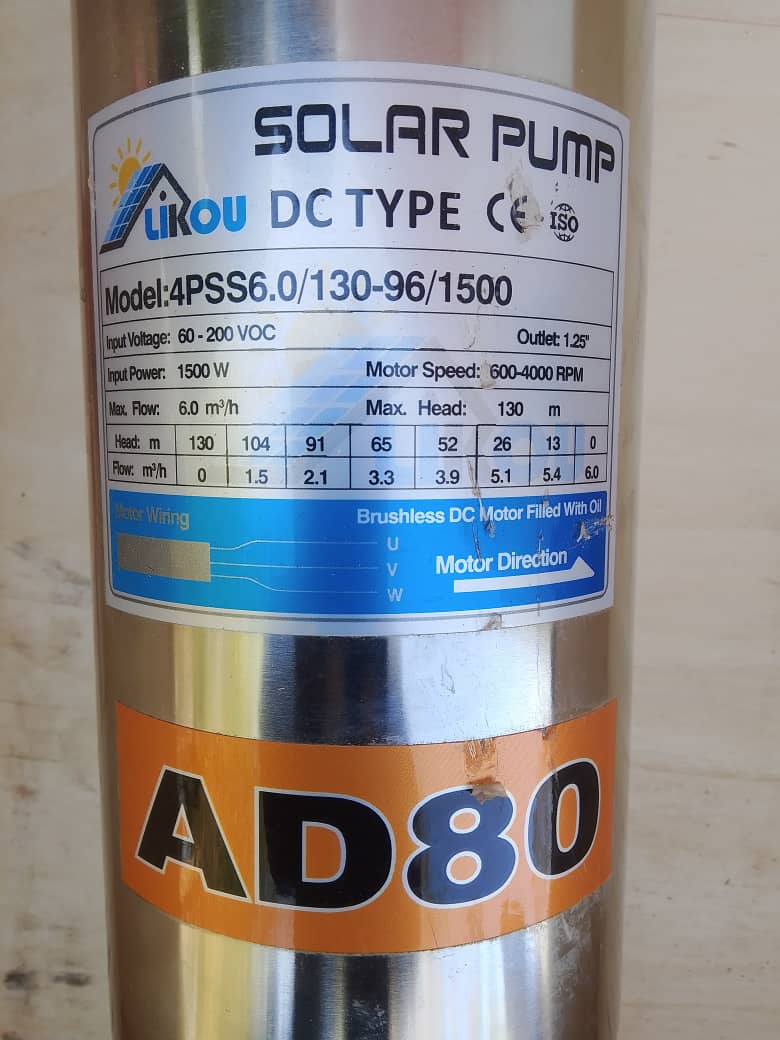 SOLAR PUMP
LiKOU DC TYPE CE ISO
Model:4PSS6.0/130-96/1500
Input Voltage: 60 - 200 VOC Outlet: 1.25"
Input Power: 1500 W Motor Speed: 600-4000 RPM
Max. Flow: 6.0 m³/h Max. Head: 130 m
Head: m 130 104 91 65 52 26 13 0
Flow: m³/h 0 1.5 2.1 3.3 3.9 5.1 5.4 6.0
Motor Wiring Brushless DC Motor Filled With Oil
U
V Motor Direction
W
AD80